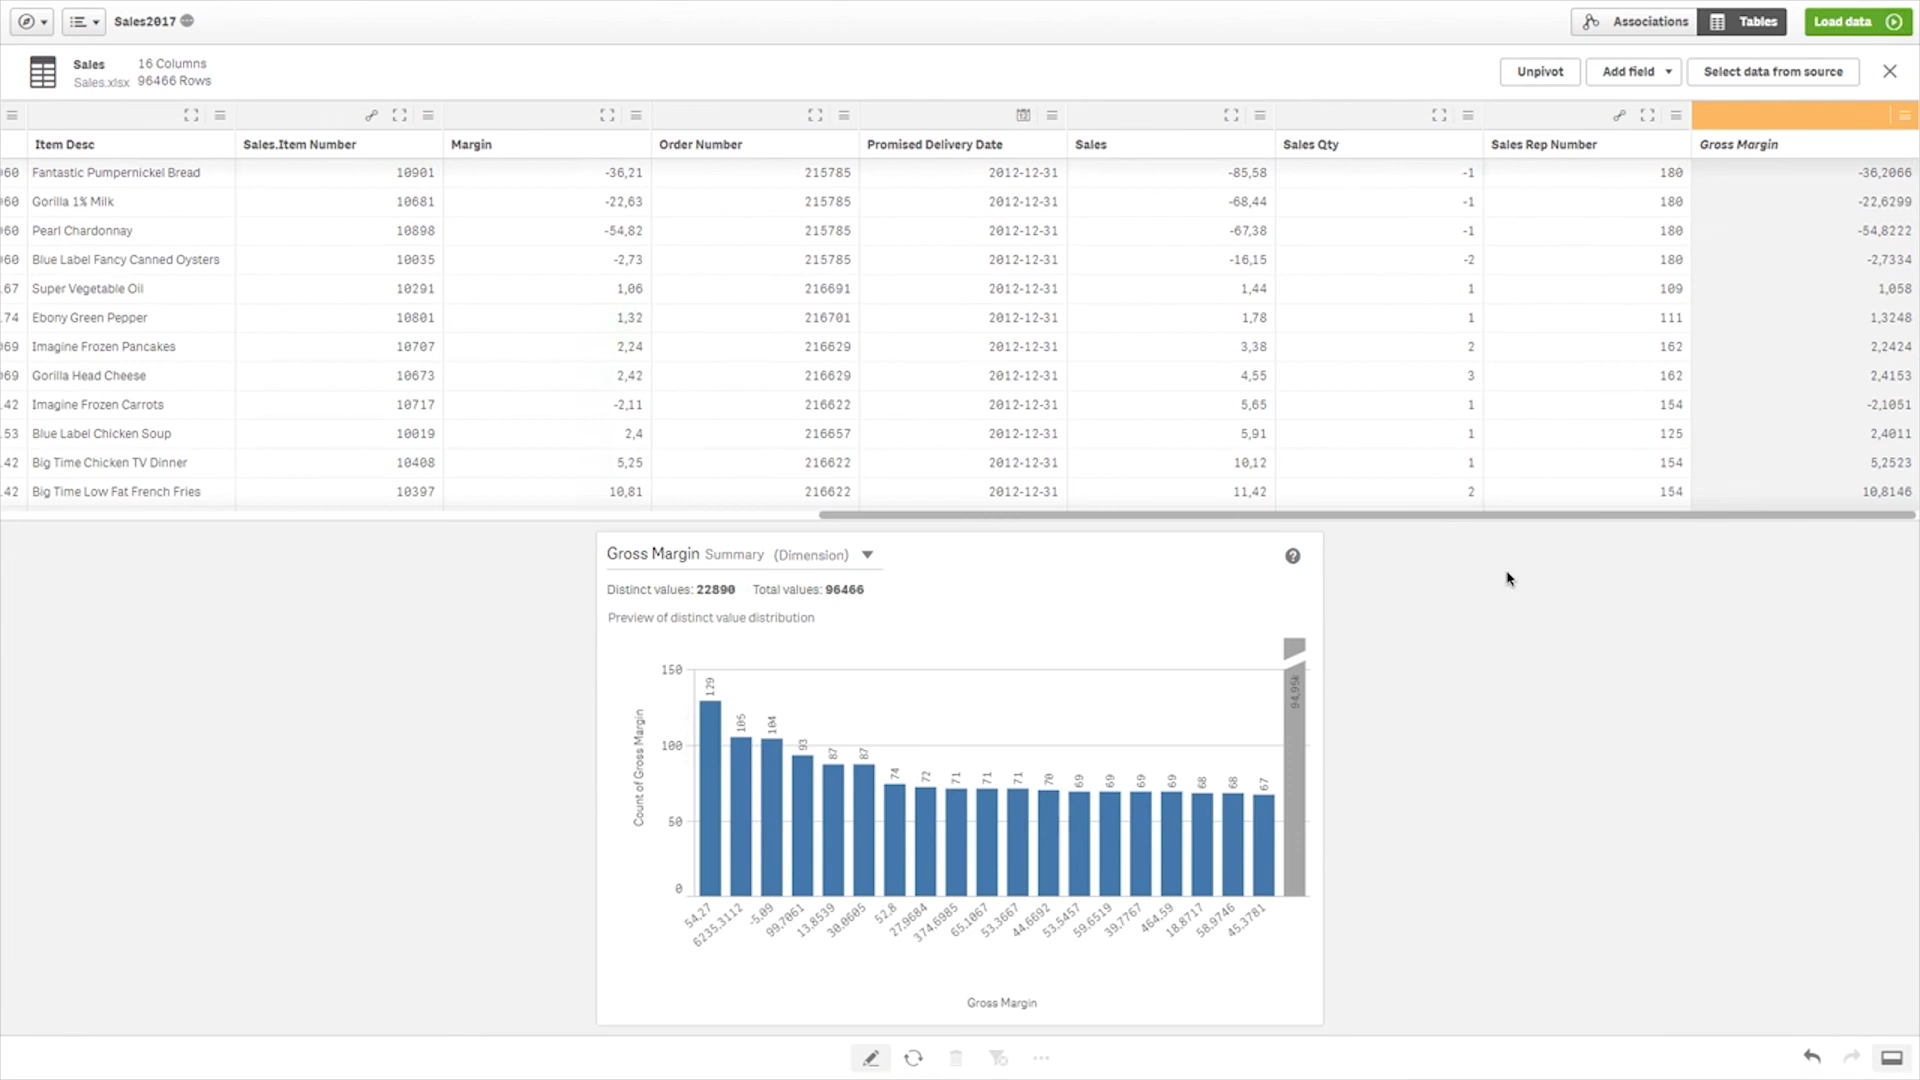 Sales2017
Associations
Tables
Load data
Sales
Sales.xlsx
16 Columns
96466 Rows
Unpivot
Add field
Select data from source
Item Desc Sales.Item Number Margin Order Number Promised Delivery Date Sales Sales Qty Sales Rep Number Gross Margin
060 Fantastic Pumpernickel Bread 10901 -36,21 215785 2012-12-31 -85,58 -1 180 -36,2066
060 Gorilla 1% Milk 10681 -22,63 215785 2012-12-31 -68,44 -1 180 -22,6299
060 Pearl Chardonnay 10898 -54,82 215785 2012-12-31 -67,38 -1 180 -54,8222
060 Blue Label Fancy Canned Oysters 10035 -2,73 215785 2012-12-31 -16,15 -2 180 -2,7334
.67 Super Vegetable Oil 10291 1,06 216691 2012-12-31 1,44 1 109 1,058
.74 Ebony Green Pepper 10801 1,32 216701 2012-12-31 1,78 1 111 1,3248
069 Imagine Frozen Pancakes 10707 2,24 216629 2012-12-31 3,38 2 162 2,2424
069 Gorilla Head Cheese 10673 2,42 216629 2012-12-31 4,55 3 162 2,4153
.42 Imagine Frozen Carrots 10717 -2,11 216622 2012-12-31 5,65 1 154 -2,1051
.53 Blue Label Chicken Soup 10019 2,4 216657 2012-12-31 5,91 1 125 2,4011
.42 Big Time Chicken TV Dinner 10408 5,25 216622 2012-12-31 10,12 1 154 5,2523
.42 Big Time Low Fat French Fries 10397 10,81 216622 2012-12-31 11,42 2 154 10,8146
Gross Margin Summary (Dimension)
Distinct values: 22890 Total values: 96466
Preview of distinct value distribution
Count of Gross Margin
150
100
50
0
129 105 104 93 87 87 74 72 71 71 71 70 69 69 69 69 68 68 67 94,95k
54,27 6235,3112 -5,09 99,7061 13,8539 30,0605 52,8 27,9684 374,6985 65,1067 53,3667 44,6692 53,5457 59,6519 39,7767 464,59 18,8717 58,9746 45,3781
Gross Margin